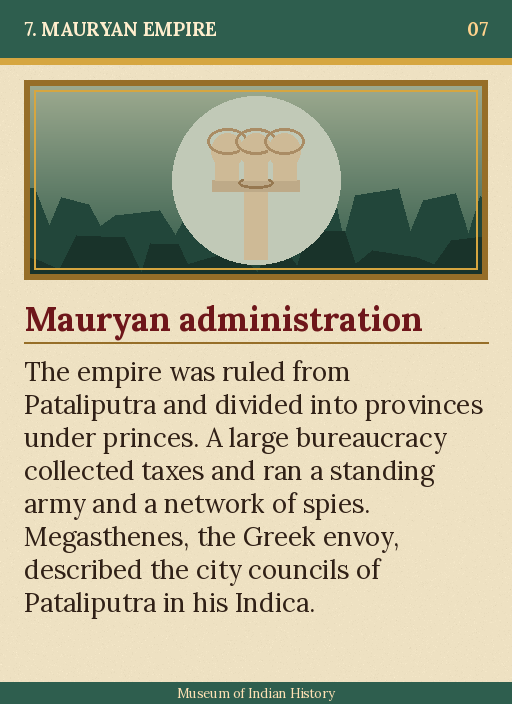 7. MAURYAN EMPIRE 07
Mauryan administration
The empire was ruled from
Pataliputra and divided into provinces
under princes. A large bureaucracy
collected taxes and ran a standing
army and a network of spies.
Megasthenes, the Greek envoy,
described the city councils of
Pataliputra in his Indica.
Museum of Indian History